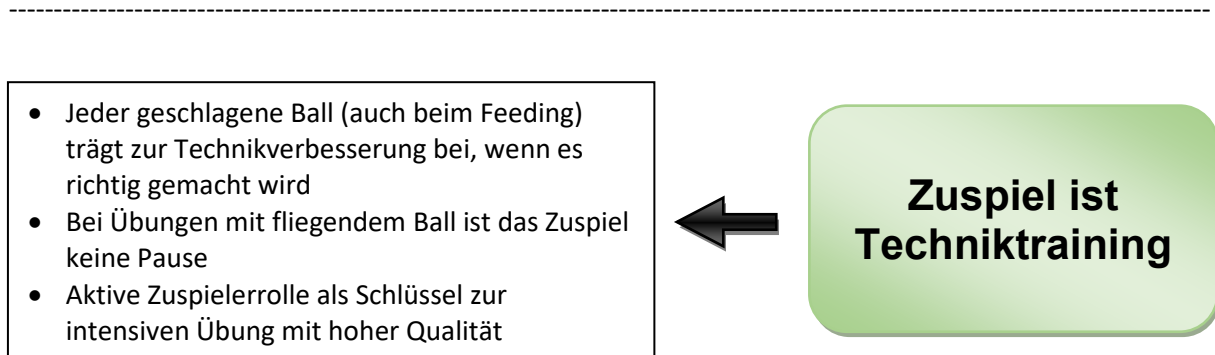 • Jeder geschlagene Ball (auch beim Feeding)
trägt zur Technikverbesserung bei, wenn es
richtig gemacht wird
• Bei Übungen mit fliegendem Ball ist das Zuspiel
keine Pause
• Aktive Zuspielerrolle als Schlüssel zur
intensiven Übung mit hoher Qualität
Zuspiel ist
Techniktraining